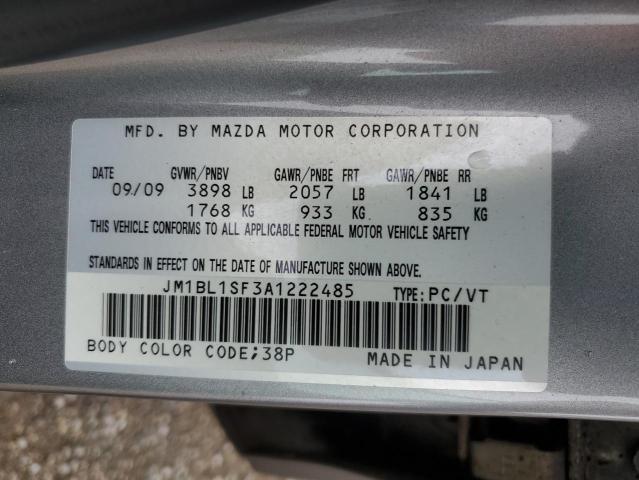 MFD. BY MAZDA MOTOR CORPORATION
DATE GVWR/PNBV GAWR/PNBE FRT GAWR/PNBE RR
09/09 3898 LB 2057 LB 1841 LB
1768 KG 933 KG 835 KG
THIS VEHICLE CONFORMS TO ALL APPLICABLE FEDERAL MOTOR VEHICLE SAFETY
STANDARDS IN EFFECT ON THE DATE OF MANUFACTURE SHOWN ABOVE.
JM1BL1SF3A1222485 TYPE:PC/VT
BODY COLOR CODE;38P MADE IN JAPAN